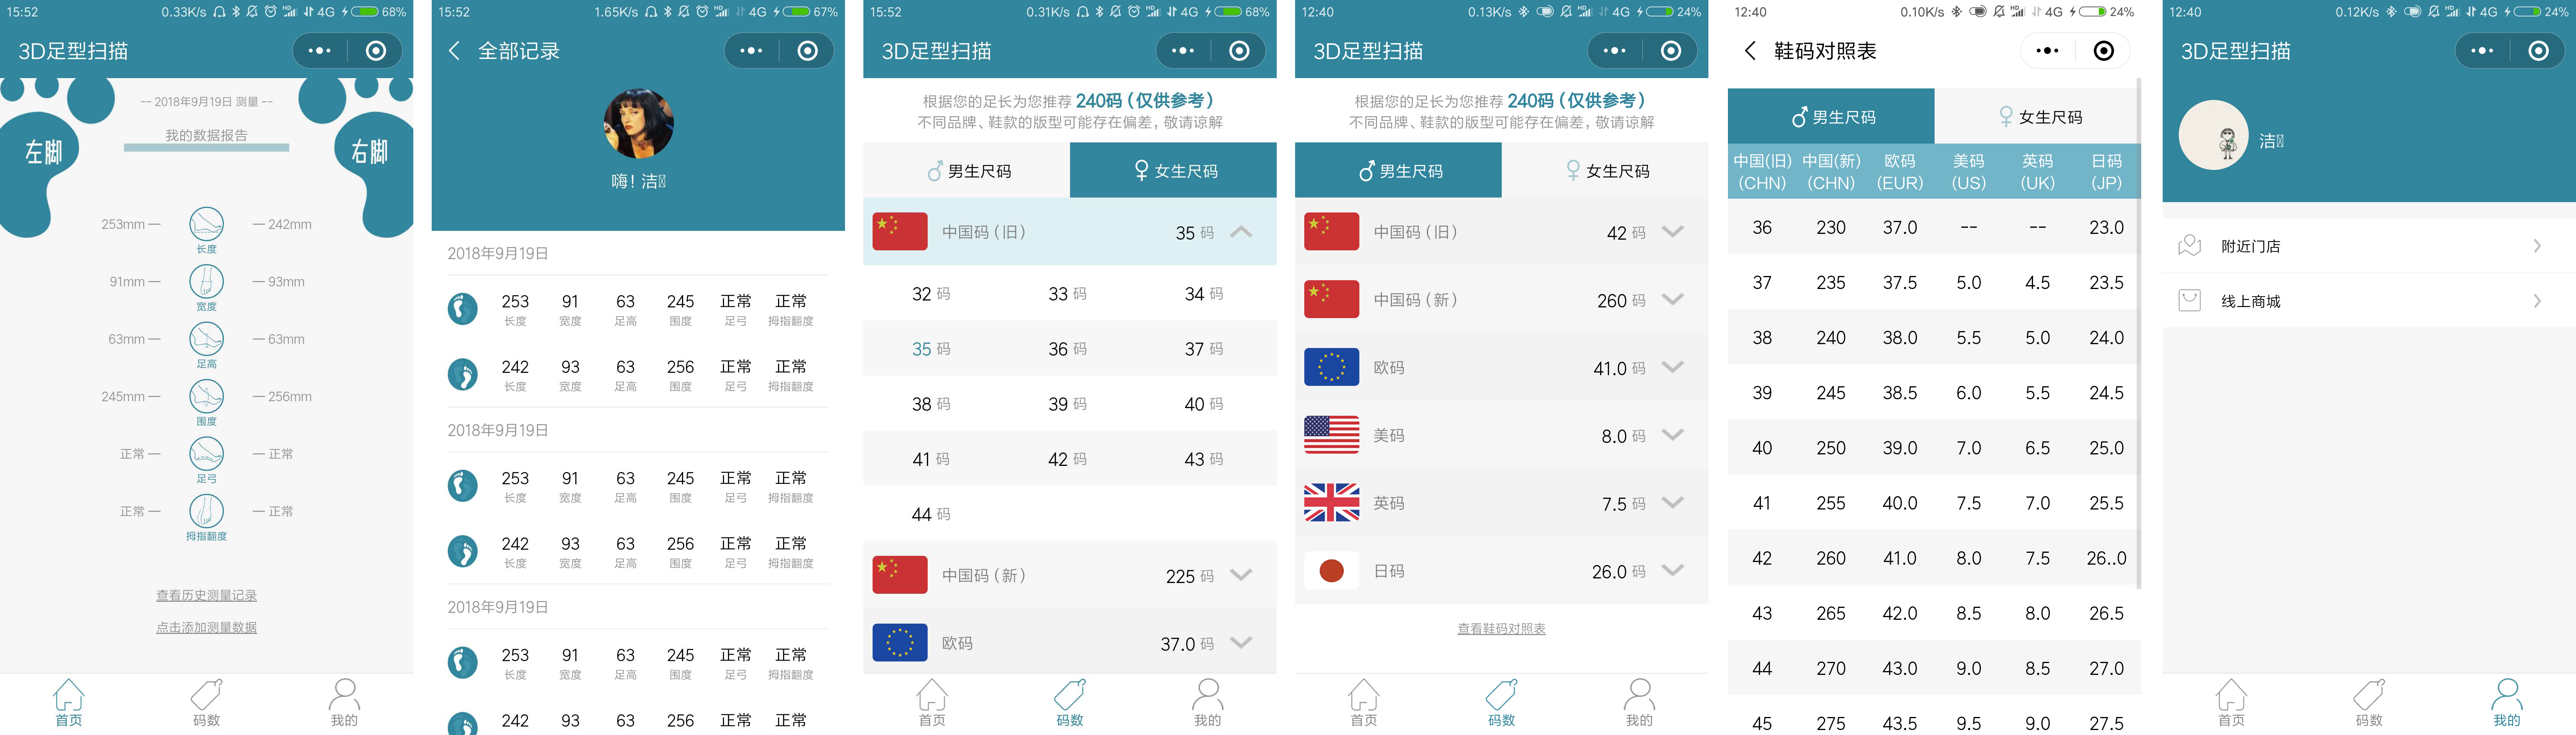 15:52 0.33K/s HD 4G 68%
3D足型扫描
-- 2018年9月19日 测量 --
我的数据报告
左脚 右脚
253mm 242mm
长度
91mm 93mm
宽度
63mm 63mm
足高
245mm 256mm
围度
正常 正常
足弓
正常 正常
拇指翻度
查看历史测量记录
点击添加测量数据
首页 码数 我的
15:52 1.65K/s HD 4G 67%
全部记录
嗨! 洁
2018年9月19日
253 91 63 245 正常 正常
长度 宽度 足高 围度 足弓 拇指翻度
242 93 63 256 正常 正常
长度 宽度 足高 围度 足弓 拇指翻度
2018年9月19日
253 91 63 245 正常 正常
长度 宽度 足高 围度 足弓 拇指翻度
242 93 63 256 正常 正常
长度 宽度 足高 围度 足弓 拇指翻度
2018年9月19日
253 91 63 245 正常 正常
长度 宽度 足高 围度 足弓 拇指翻度
242 93 63 256 正常 正常
15:52 0.31K/s HD 4G 68%
3D足型扫描
根据您的足长为您推荐 240码(仅供参考)
不同品牌、鞋款的版型可能存在偏差,敬请谅解
男生尺码 女生尺码
中国码(旧) 35 码
32 码 33 码 34 码
35 码 36 码 37 码
38 码 39 码 40 码
41 码 42 码 43 码
44 码
中国码(新) 225 码
欧码 37.0 码
首页 码数 我的
12:40 0.13K/s HD 4G 24%
3D足型扫描
根据您的足长为您推荐 240码(仅供参考)
不同品牌、鞋款的版型可能存在偏差,敬请谅解
男生尺码 女生尺码
中国码(旧) 42 码
中国码(新) 260 码
欧码 41.0 码
美码 8.0 码
英码 7.5 码
日码 26.0 码
查看鞋码对照表
首页 码数 我的
12:40 0.10K/s HD 4G 24%
鞋码对照表
男生尺码 女生尺码
中国(旧) 中国(新) 欧码 美码 英码 日码
(CHN) (CHN) (EUR) (US) (UK) (JP)
36 230 37.0 -- -- 23.0
37 235 37.5 5.0 4.5 23.5
38 240 38.0 5.5 5.0 24.0
39 245 38.5 6.0 5.5 24.5
40 250 39.0 7.0 6.5 25.0
41 255 40.0 7.5 7.0 25.5
42 260 41.0 8.0 7.5 26..0
43 265 42.0 8.5 8.0 26.5
44 270 43.0 9.0 8.5 27.0
45 275 43.5 9.5 9.0 27.5
12:40 0.12K/s HD 4G 24%
3D足型扫描
洁
附近门店
线上商城
首页 码数 我的